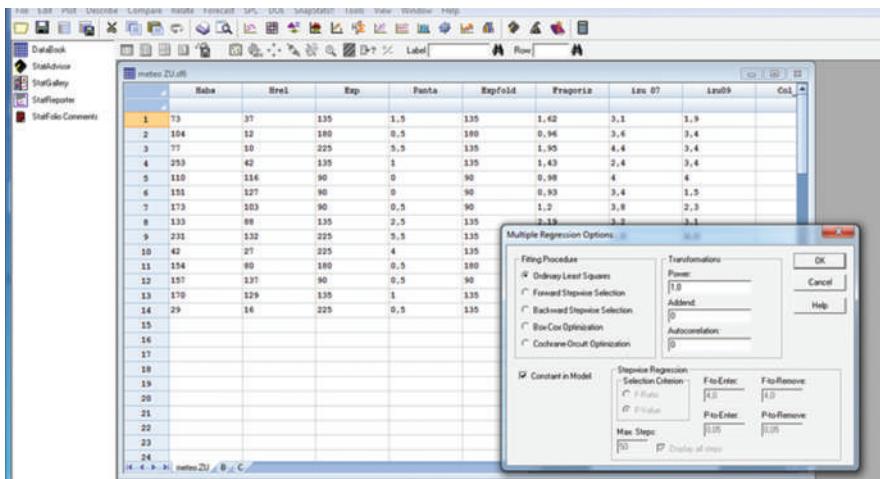 File Edit Plot Describe Compare Relate Forecast SPC DOE SnapStats!! Tools View Window Help
Label Row
DataBook
StatAdvisor
StatGallery
StatReporter
StatFolio Comments
meteo ZU.sf6
Habs Hrel Exp Panta Expfold Fragoriz izu 07 izu09 Col_
1 73 37 135 1,5 135 1,62 3,1 1,9
2 104 12 180 0,5 180 0,96 3,6 3,4
3 77 10 225 5,5 135 1,95 4,4 3,4
4 253 42 135 1 135 1,43 2,4 3,4
5 110 116 90 0 90 0,98 4 4
6 151 127 90 0 90 0,93 3,4 1,5
7 173 103 90 0,5 90 1,2 3,8 2,3
8 133 88 135 2,5 135 2,19 3,2 3,1
9 231 132 225 5,5 135
10 42 27 225 4 135
11 154 80 180 0,5 180
12 157 137 90 0,5 90
13 170 129 135 1 135
14 29 16 225 0,5 135
15
16
17
18
19
20
21
22
23
24
meteo ZU B C
Multiple Regression Options
Fitting Procedure
Ordinary Least Squares
Forward Stepwise Selection
Backward Stepwise Selection
Box-Cox Optimization
Cochrane-Orcutt Optimization
Transformations
Power:
1,0
Addend:
0
Autocorrelation:
0
OK
Cancel
Help
Constant in Model
Stepwise Regression
Selection Criterion
F-Ratio
P-Value
F-to-Enter:
4,0
F-to-Remove:
4,0
P-to-Enter:
0,05
P-to-Remove:
0,05
Max. Steps:
50
Display all steps